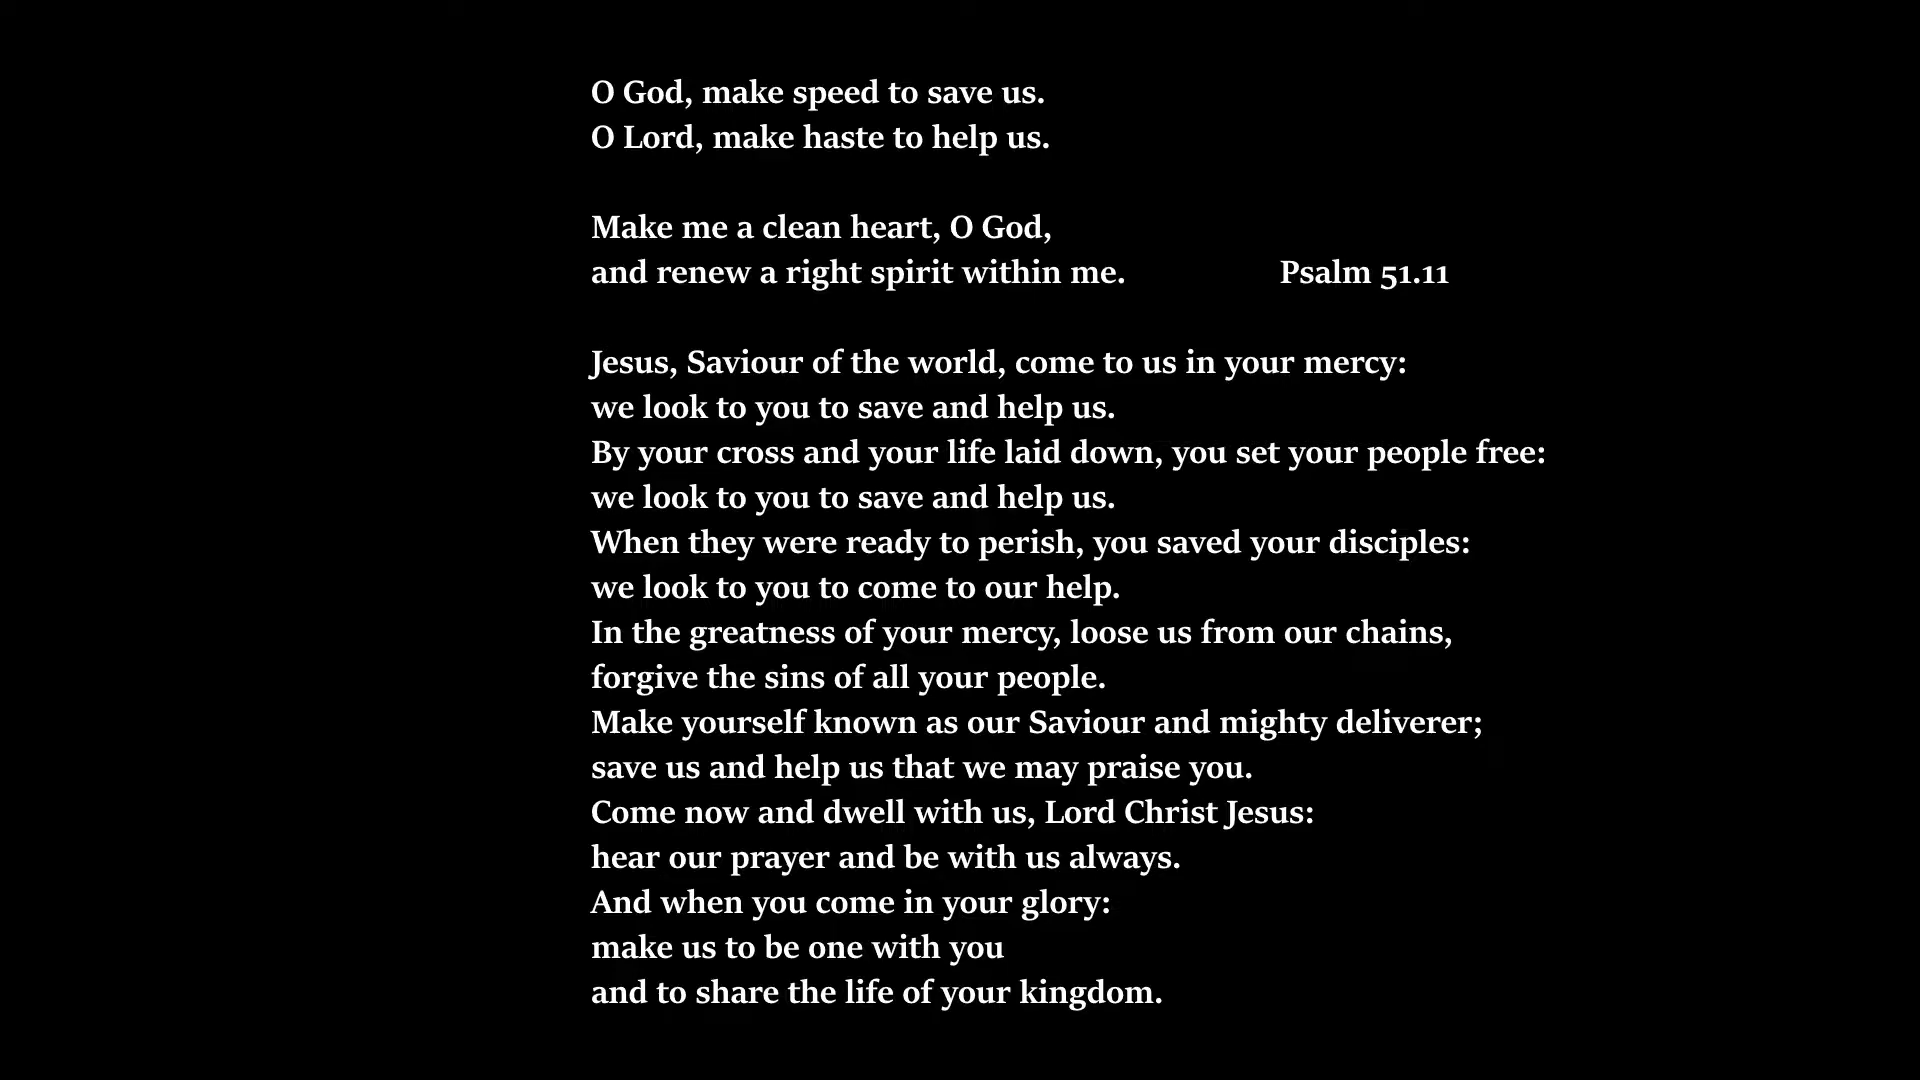 O God, make speed to save us.
O Lord, make haste to help us.
Make me a clean heart, O God,
and renew a right spirit within me. Psalm 51.11
Jesus, Saviour of the world, come to us in your mercy:
we look to you to save and help us.
By your cross and your life laid down, you set your people free:
we look to you to save and help us.
When they were ready to perish, you saved your disciples:
we look to you to come to our help.
In the greatness of your mercy, loose us from our chains,
forgive the sins of all your people.
Make yourself known as our Saviour and mighty deliverer;
save us and help us that we may praise you.
Come now and dwell with us, Lord Christ Jesus:
hear our prayer and be with us always.
And when you come in your glory:
make us to be one with you
and to share the life of your kingdom.